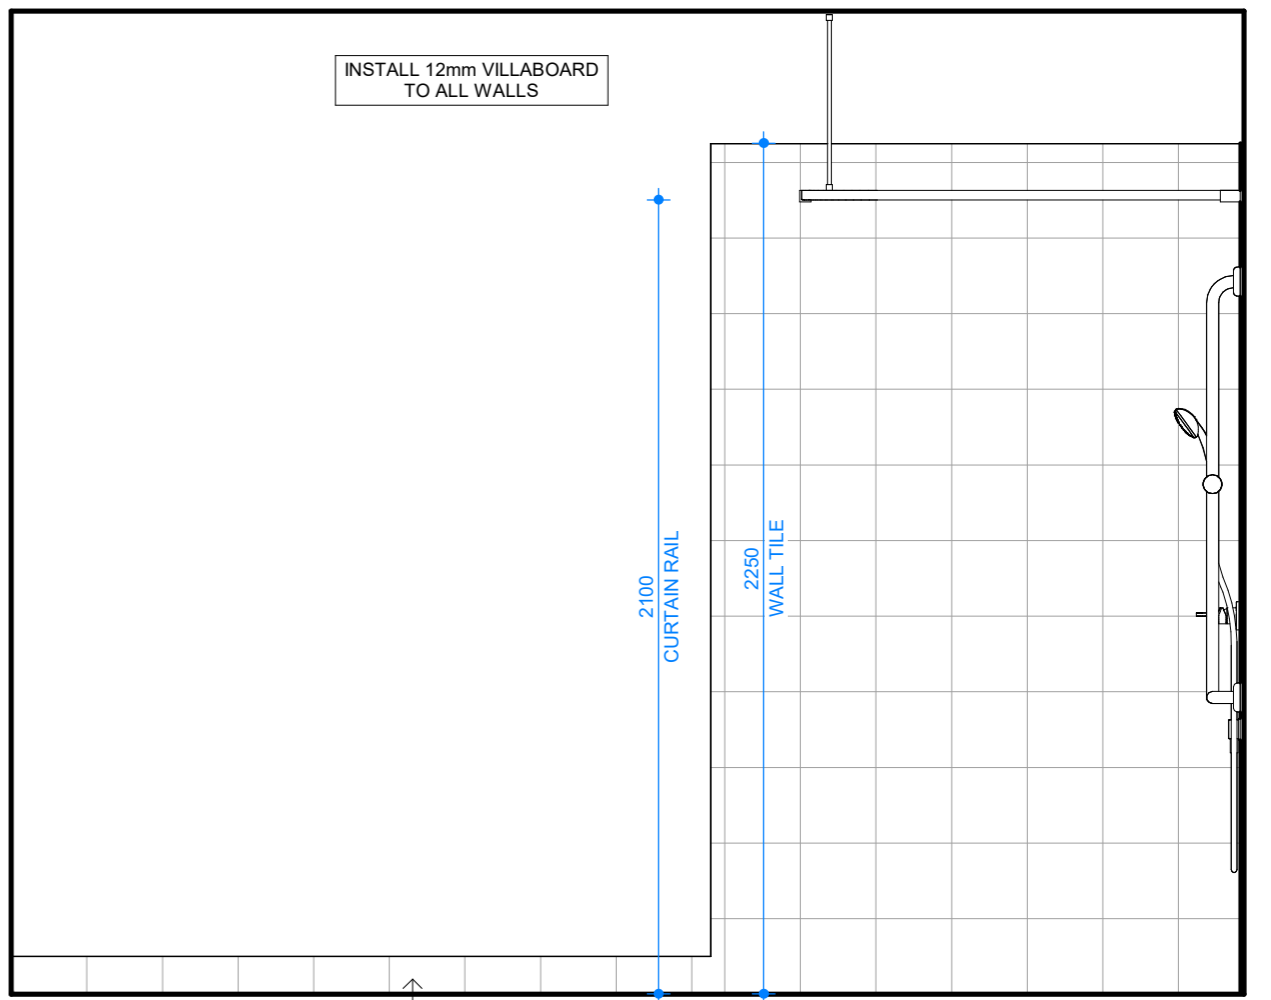 INSTALL 12mm VILLABOARD
TO ALL WALLS
2100
CURTAIN RAIL
2250
WALL TILE